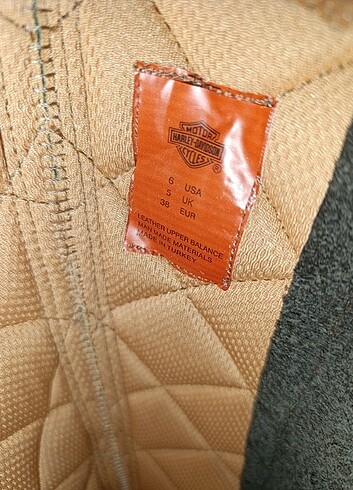 MOTOR
HARLEY-DAVIDSON
CYCLES
®
6 USA
5 UK
38 EUR
LEATHER UPPER BALANCE
MAN MADE MATERIALS
MADE IN TURKEY